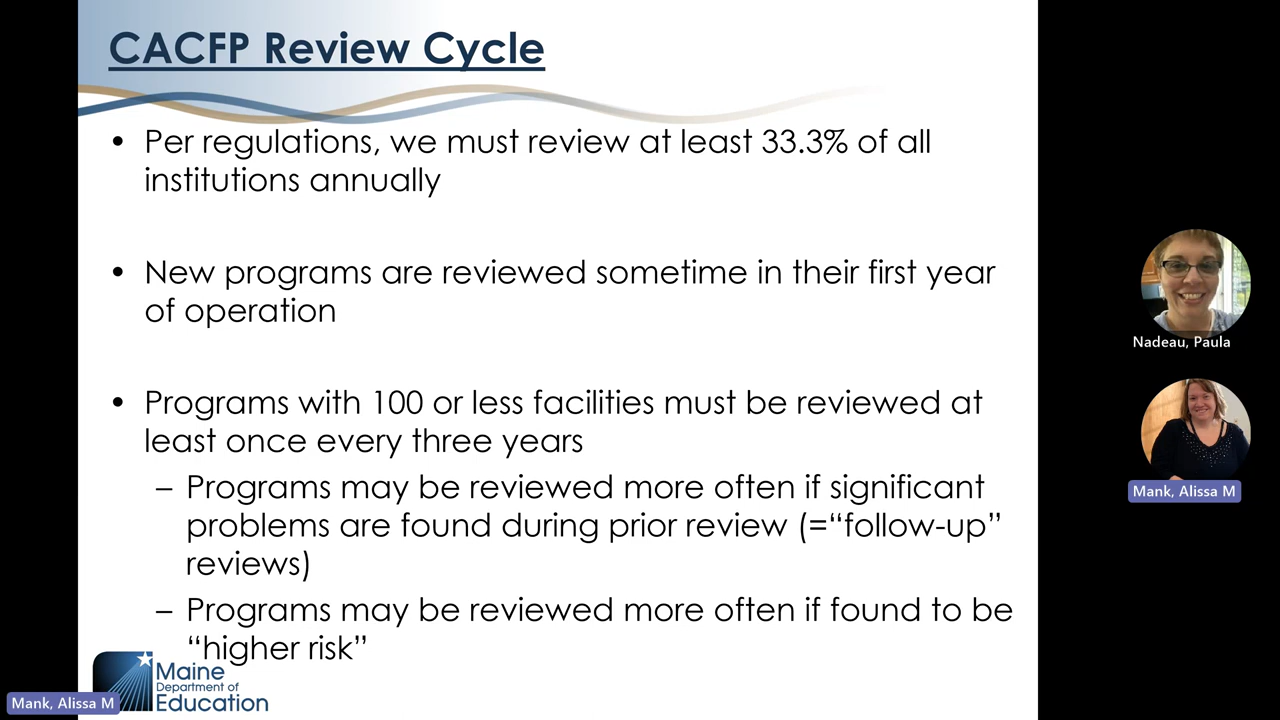 CACFP Review Cycle
• Per regulations, we must review at least 33.3% of all
institutions annually
• New programs are reviewed sometime in their first year
of operation
• Programs with 100 or less facilities must be reviewed at
least once every three years
– Programs may be reviewed more often if significant
problems are found during prior review (=“follow-up”
reviews)
– Programs may be reviewed more often if found to be
“higher risk”
Maine
Department of
Education
Mank, Alissa M
Nadeau, Paula
Mank, Alissa M